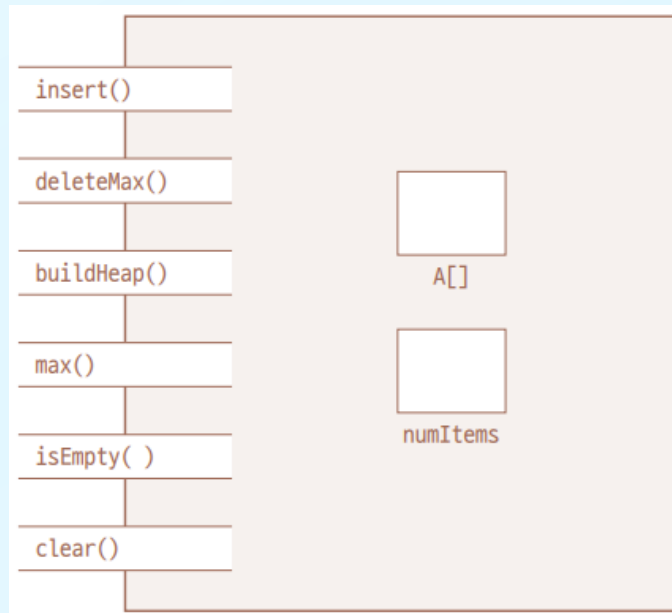 insert()
deleteMax()
buildHeap()
max()
isEmpty( )
clear()
A[]
numItems